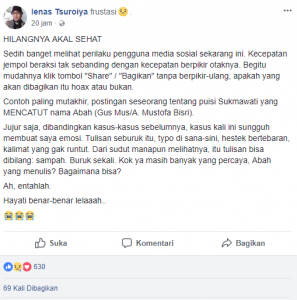 Ienas Tsuroiya frustasi
20 jam
HILANGNYA AKAL SEHAT
Sedih banget melihat perilaku pengguna media sosial sekarang ini. Kecepatan
jempol beraksi tak sebanding dengan kecepatan berpikir otaknya. Begitu
mudahnya klik tombol "Share" / "Bagikan" tanpa berpikir-ulang, apakah yang
akan dibagikan itu hoax atau bukan.
Contoh paling mutakhir, postingan seseorang tentang puisi Sukmawati yang
MENCATUT nama Abah (Gus Mus/A. Mustofa Bisri).
Jujur saja, dibandingkan kasus-kasus sebelumnya, kasus kali ini sungguh
membuat saya emosi. Tulisan seburuk itu, typo di sana-sini, hestek bertebaran,
kalimat yang gak runtut. Dari sudut manapun melihatnya, itu tulisan bisa
dibilang: sampah. Buruk sekali. Kok ya masih banyak yang percaya, Abah
yang menulis? Bagaimana bisa?
Ah, entahlah.
Hayati benar-benar lelaaah..
😭😭😭
Suka Komentari Bagikan
630
69 Kali Dibagikan